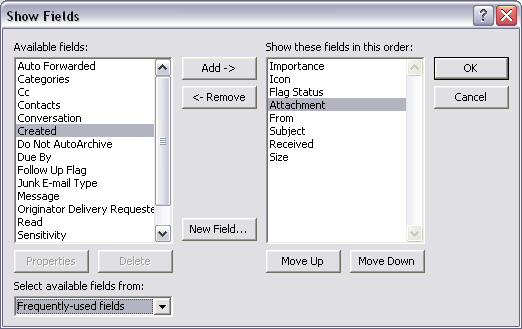 Show Fields
Available fields:
Auto Forwarded
Categories
Cc
Contacts
Conversation
Created
Do Not AutoArchive
Due By
Follow Up Flag
Junk E-mail Type
Message
Originator Delivery Requeste
Read
Sensitivity
Properties
Delete
Select available fields from:
Frequently-used fields
Add ->
<- Remove
New Field...
Show these fields in this order:
Importance
Icon
Flag Status
Attachment
From
Subject
Received
Size
Move Up
Move Down
OK
Cancel